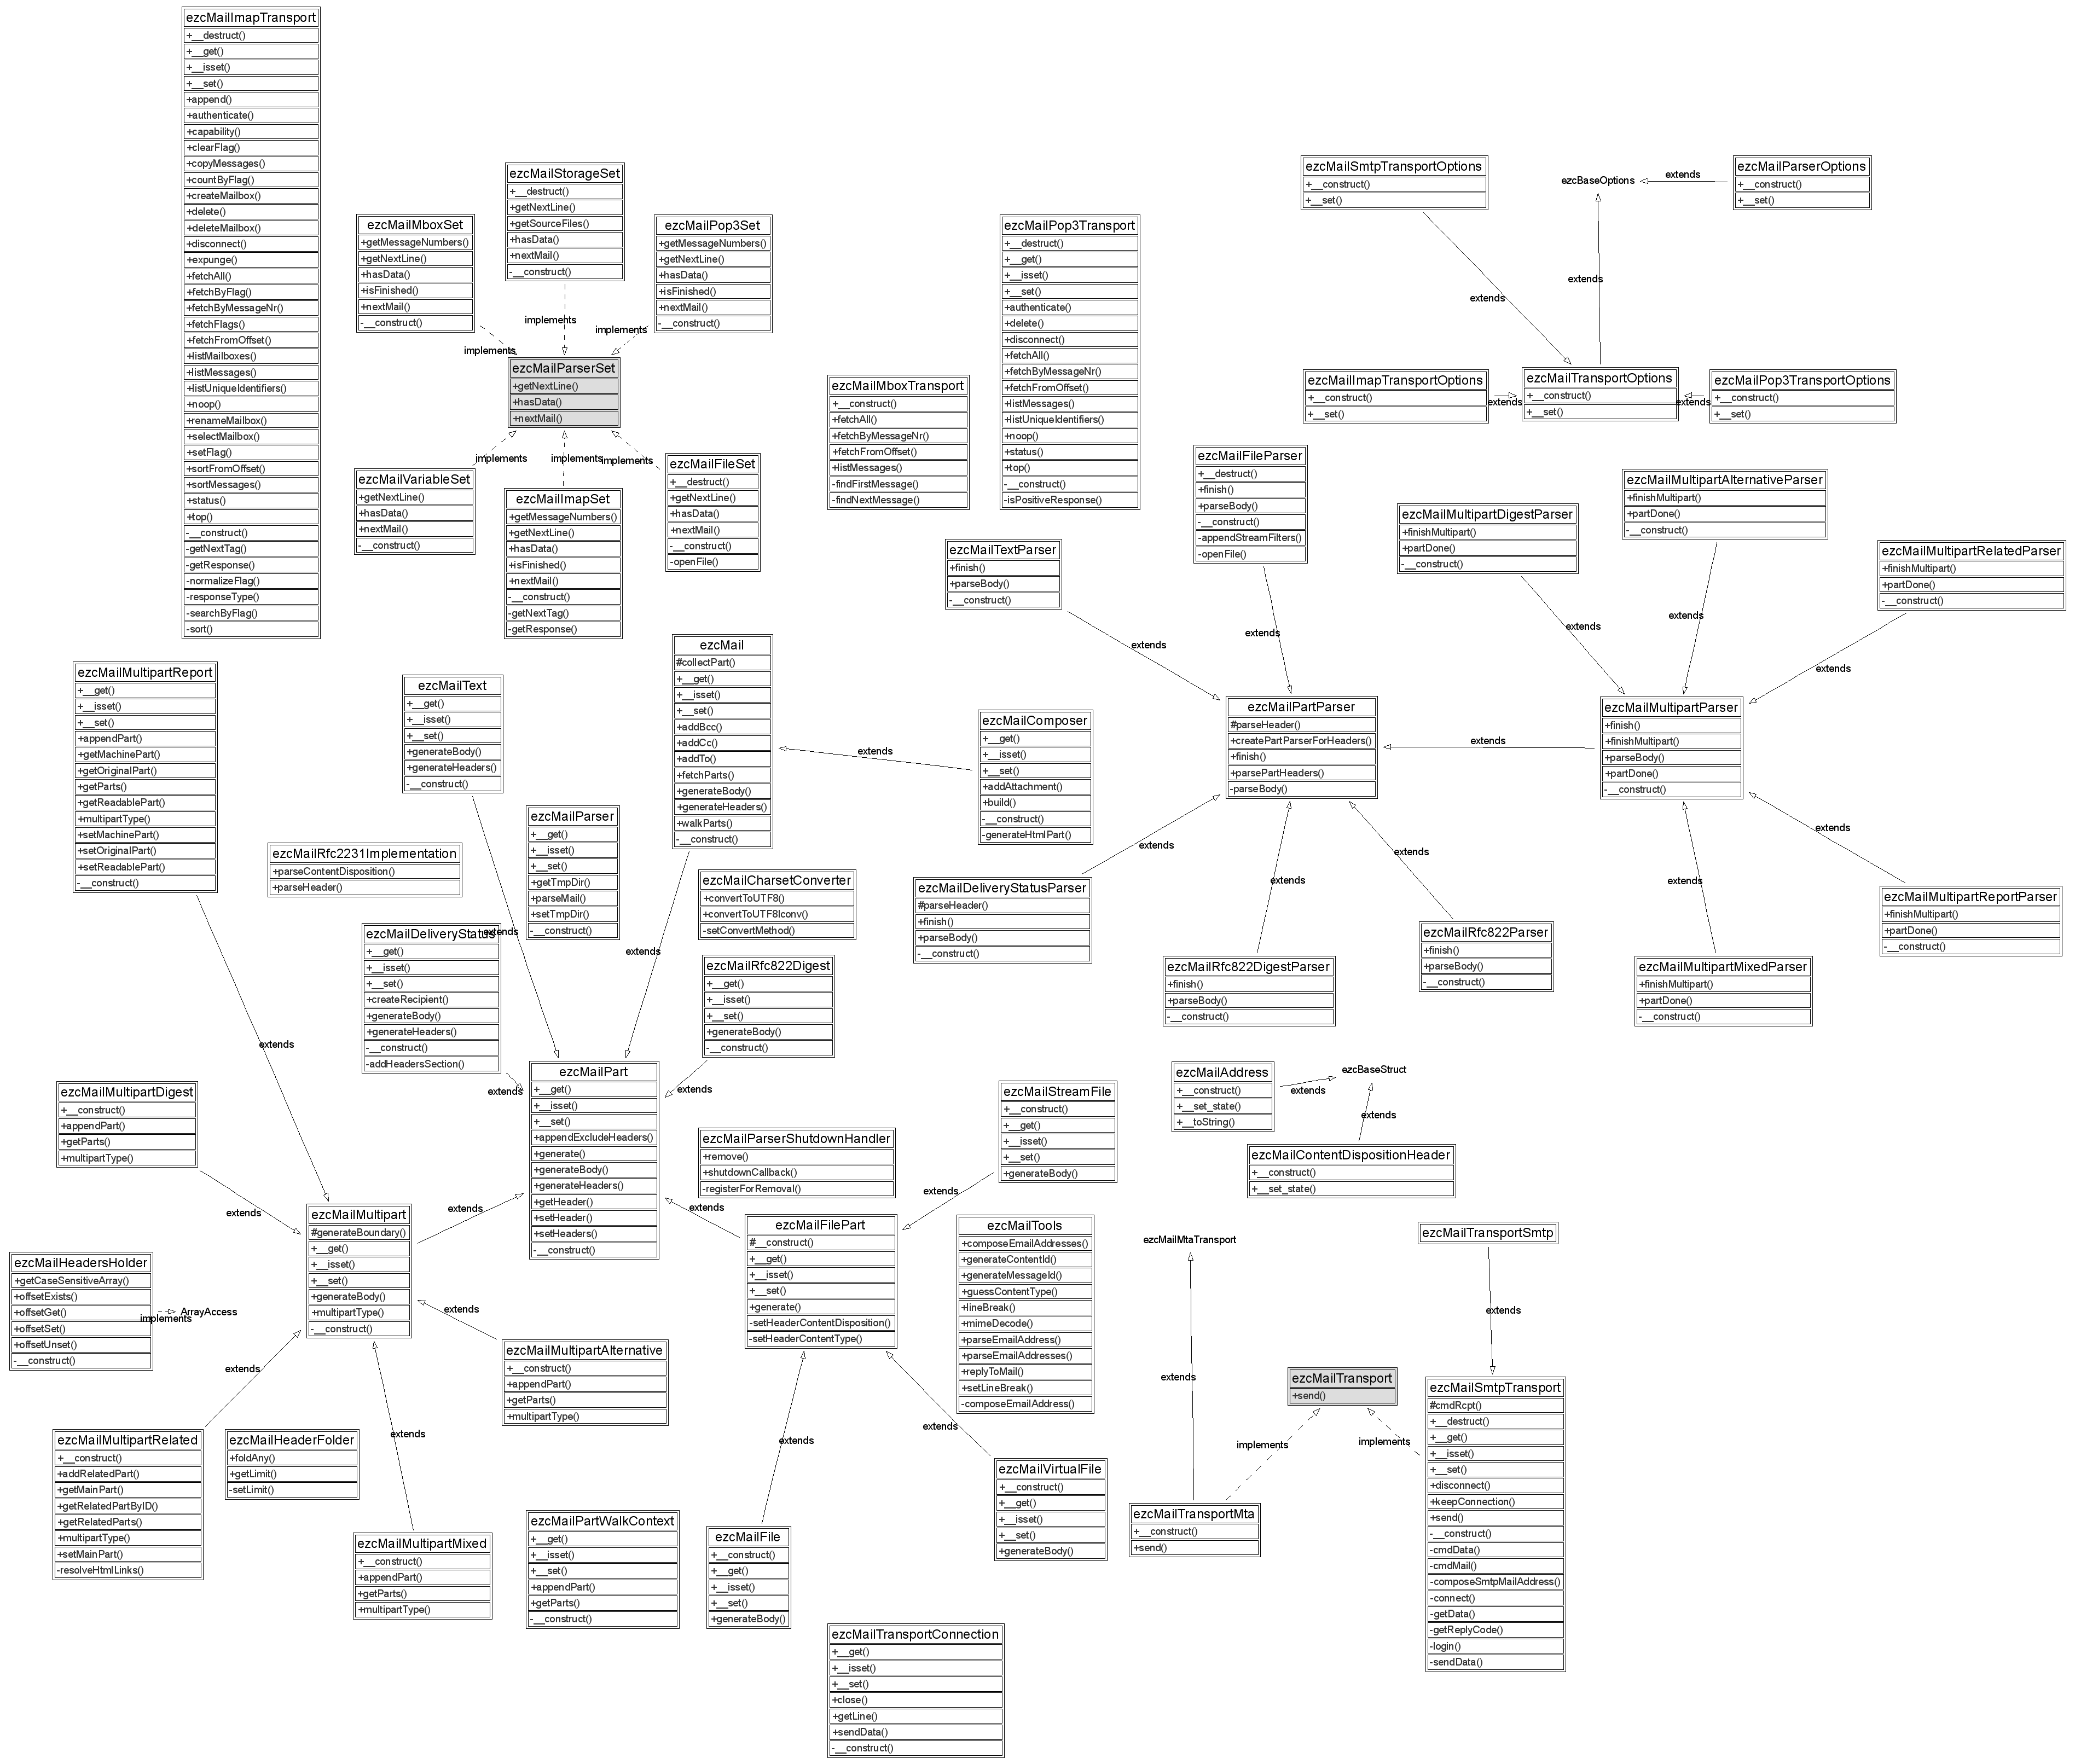 ezcMailImapTransport
+__destruct()
+__get()
+__isset()
+__set()
+append()
+authenticate()
+capability()
+clearFlag()
+copyMessages()
+countByFlag()
+createMailbox()
+delete()
+deleteMailbox()
+disconnect()
+expunge()
+fetchAll()
+fetchByFlag()
+fetchByMessageNr()
+fetchFlags()
+fetchFromOffset()
+listMailboxes()
+listMessages()
+listUniqueIdentifiers()
+noop()
+renameMailbox()
+selectMailbox()
+setFlag()
+sortFromOffset()
+sortMessages()
+status()
+top()
-__construct()
-getNextTag()
-getResponse()
-normalizeFlag()
-responseType()
-searchByFlag()
-sort()
ezcMailStorageSet
+__destruct()
+getNextLine()
+getSourceFiles()
+hasData()
+nextMail()
-__construct()
ezcMailMboxSet
+getMessageNumbers()
+getNextLine()
+hasData()
+isFinished()
+nextMail()
-__construct()
ezcMailPop3Set
+getMessageNumbers()
+getNextLine()
+hasData()
+isFinished()
+nextMail()
-__construct()
implements
implements
implements
ezcMailParserSet
+getNextLine()
+hasData()
+nextMail()
implements
implements
implements
ezcMailVariableSet
+getNextLine()
+hasData()
+nextMail()
-__construct()
ezcMailImapSet
+getMessageNumbers()
+getNextLine()
+hasData()
+isFinished()
+nextMail()
-__construct()
-getNextTag()
-getResponse()
ezcMailFileSet
+__destruct()
+getNextLine()
+hasData()
+nextMail()
-__construct()
-openFile()
ezcMailMboxTransport
+__construct()
+fetchAll()
+fetchByMessageNr()
+fetchFromOffset()
+listMessages()
-findFirstMessage()
-findNextMessage()
ezcMailPop3Transport
+__destruct()
+__get()
+__isset()
+__set()
+authenticate()
+delete()
+disconnect()
+fetchAll()
+fetchByMessageNr()
+fetchFromOffset()
+listMessages()
+listUniqueIdentifiers()
+noop()
+status()
+top()
-__construct()
-isPositiveResponse()
ezcMailSmtpTransportOptions
+__construct()
+__set()
ezcBaseOptions
extends
ezcMailParserOptions
+__construct()
+__set()
extends
extends
ezcMailImapTransportOptions
+__construct()
+__set()
extends
ezcMailTransportOptions
+__construct()
+__set()
extends
ezcMailPop3TransportOptions
+__construct()
+__set()
ezcMailFileParser
+__destruct()
+finish()
+parseBody()
-__construct()
-appendStreamFilters()
-openFile()
ezcMailTextParser
+finish()
+parseBody()
-__construct()
ezcMailMultipartDigestParser
+finishMultipart()
+partDone()
-__construct()
ezcMailMultipartAlternativeParser
+finishMultipart()
+partDone()
-__construct()
ezcMailMultipartRelatedParser
+finishMultipart()
+partDone()
-__construct()
extends
extends
extends
extends
extends
ezcMailPartParser
#parseHeader()
+createPartParserForHeaders()
+finish()
+parsePartHeaders()
-parseBody()
extends
ezcMailMultipartParser
+finish()
+finishMultipart()
+parseBody()
+partDone()
-__construct()
extends
extends
extends
extends
extends
ezcMailDeliveryStatusParser
#parseHeader()
+finish()
+parseBody()
-__construct()
ezcMailRfc822DigestParser
+finish()
+parseBody()
-__construct()
ezcMailRfc822Parser
+finish()
+parseBody()
-__construct()
ezcMailMultipartMixedParser
+finishMultipart()
+partDone()
-__construct()
ezcMailMultipartReportParser
+finishMultipart()
+partDone()
-__construct()
ezcMailMultipartReport
+__get()
+__isset()
+__set()
+appendPart()
+getMachinePart()
+getOriginalPart()
+getParts()
+getReadablePart()
+multipartType()
+setMachinePart()
+setOriginalPart()
+setReadablePart()
-__construct()
ezcMailText
+__get()
+__isset()
+__set()
+generateBody()
+generateHeaders()
-__construct()
ezcMail
#collectPart()
+__get()
+__isset()
+__set()
+addBcc()
+addCc()
+addTo()
+fetchParts()
+generateBody()
+generateHeaders()
+walkParts()
-__construct()
extends
ezcMailComposer
+__get()
+__isset()
+__set()
+addAttachment()
+build()
-__construct()
-generateHtmlPart()
ezcMailRfc2231Implementation
+parseContentDisposition()
+parseHeader()
ezcMailParser
+__get()
+__isset()
+__set()
+getTmpDir()
+parseMail()
+setTmpDir()
-__construct()
ezcMailCharsetConverter
+convertToUTF8()
+convertToUTF8Iconv()
-setConvertMethod()
ezcMailDeliveryStatus
+__get()
+__isset()
+__set()
+createRecipient()
+generateBody()
+generateHeaders()
-__construct()
-addHeadersSection()
extends
extends
ezcMailRfc822Digest
+__get()
+__isset()
+__set()
+generateBody()
-__construct()
extends
extends
extends
ezcMailPart
+__get()
+__isset()
+__set()
+appendExcludeHeaders()
+generate()
+generateBody()
+generateHeaders()
+getHeader()
+setHeader()
+setHeaders()
-__construct()
ezcMailMultipartDigest
+__construct()
+appendPart()
+getParts()
+multipartType()
extends
extends
extends
ezcMailMultipart
#generateBoundary()
+__get()
+__isset()
+__set()
+generateBody()
+multipartType()
-__construct()
ezcMailHeadersHolder
+getCaseSensitiveArray()
+offsetExists()
+offsetGet()
+offsetSet()
+offsetUnset()
-__construct()
implements
ArrayAccess
extends
extends
extends
ezcMailMultipartAlternative
+__construct()
+appendPart()
+getParts()
+multipartType()
ezcMailMultipartRelated
+__construct()
+addRelatedPart()
+getMainPart()
+getRelatedPartByID()
+getRelatedParts()
+multipartType()
+setMainPart()
-resolveHtmlLinks()
ezcMailHeaderFolder
+foldAny()
+getLimit()
-setLimit()
ezcMailMultipartMixed
+__construct()
+appendPart()
+getParts()
+multipartType()
ezcMailPartWalkContext
+__get()
+__isset()
+__set()
+appendPart()
+getParts()
-__construct()
ezcMailParserShutdownHandler
+remove()
+shutdownCallback()
-registerForRemoval()
ezcMailStreamFile
+__construct()
+__get()
+__isset()
+__set()
+generateBody()
extends
extends
ezcMailFilePart
#__construct()
+__get()
+__isset()
+__set()
+generate()
-setHeaderContentDisposition()
-setHeaderContentType()
ezcMailTools
+composeEmailAddresses()
+generateContentId()
+generateMessageId()
+guessContentType()
+lineBreak()
+mimeDecode()
+parseEmailAddress()
+parseEmailAddresses()
+replyToMail()
+setLineBreak()
-composeEmailAddress()
extends
extends
ezcMailFile
+__construct()
+__get()
+__isset()
+__set()
+generateBody()
ezcMailVirtualFile
+__construct()
+__get()
+__isset()
+__set()
+generateBody()
ezcMailTransportConnection
+__get()
+__isset()
+__set()
+close()
+getLine()
+sendData()
-__construct()
ezcMailAddress
+__construct()
+__set_state()
+__toString()
extends
ezcBaseStruct
extends
ezcMailContentDispositionHeader
+__construct()
+__set_state()
ezcMailMtaTransport
extends
ezcMailTransportSmtp
extends
ezcMailTransport
+send()
implements
implements
ezcMailTransportMta
+__construct()
+send()
ezcMailSmtpTransport
#cmdRcpt()
+__destruct()
+__get()
+__isset()
+__set()
+disconnect()
+keepConnection()
+send()
-__construct()
-cmdData()
-cmdMail()
-composeSmtpMailAddress()
-connect()
-getData()
-getReplyCode()
-login()
-sendData()